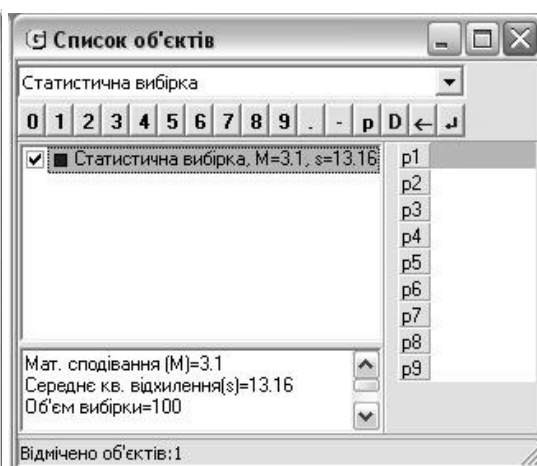 Список об'єктів
Статистична вибірка
0 1 2 3 4 5 6 7 8 9 . - p D ← ↲
Статистична вибірка, M=3.1, s=13.16
p1
p2
p3
p4
p5
p6
p7
p8
p9
Мат. сподівання (M)=3.1
Середнє кв. відхилення(s)=13.16
Об'єм вибірки=100
Відмічено об'єктів:1